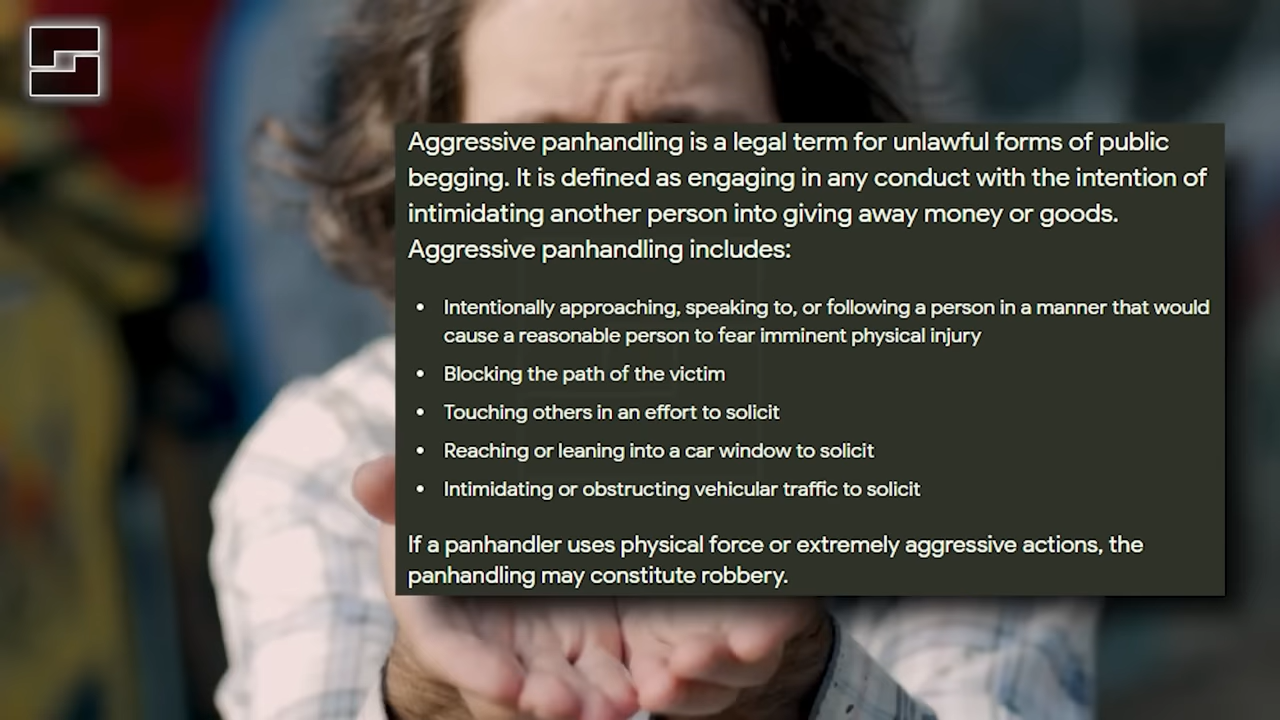 Aggressive panhandling is a legal term for unlawful forms of public
begging. It is defined as engaging in any conduct with the intention of
intimidating another person into giving away money or goods.
Aggressive panhandling includes:
• Intentionally approaching, speaking to, or following a person in a manner that would
cause a reasonable person to fear imminent physical injury
• Blocking the path of the victim
• Touching others in an effort to solicit
• Reaching or leaning into a car window to solicit
• Intimidating or obstructing vehicular traffic to solicit
If a panhandler uses physical force or extremely aggressive actions, the
panhandling may constitute robbery.